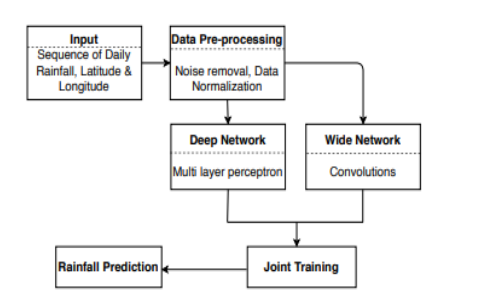 Input
Sequence of Daily
Rainfall, Latitude &
Longitude
Data Pre-processing
Noise removal, Data
Normalization
Deep Network
Multi layer perceptron
Wide Network
Convolutions
Rainfall Prediction
Joint Training